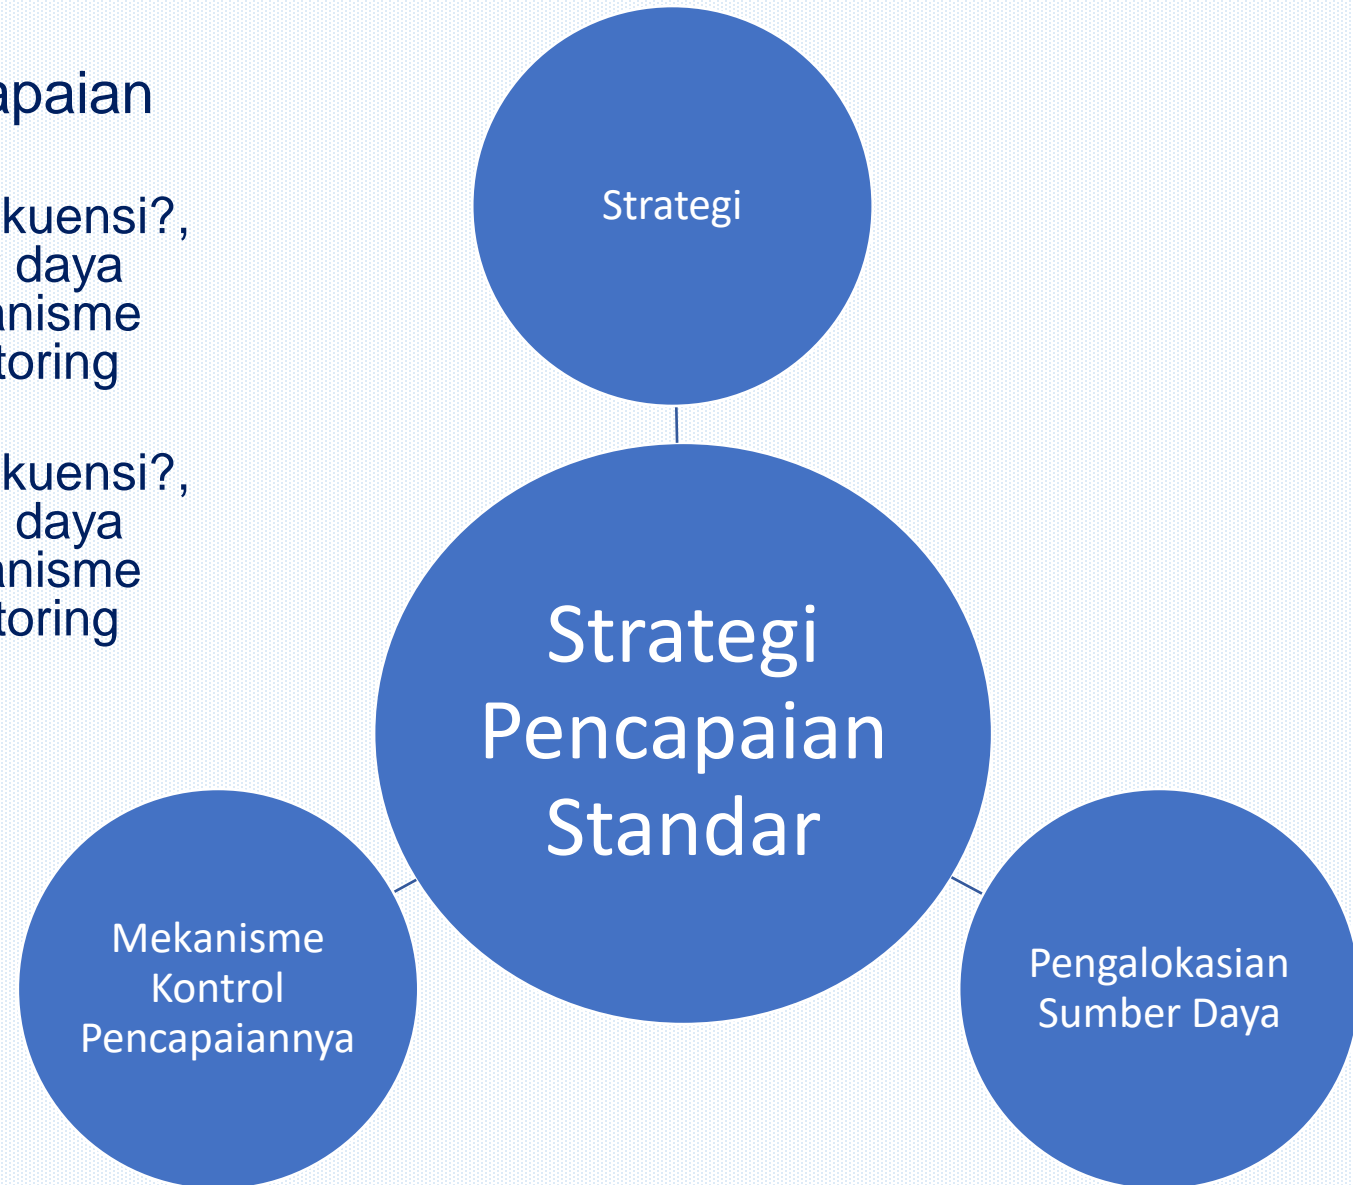 apaian
kuensi?,
daya
anisme
toring
kuensi?,
daya
anisme
toring
Strategi
Strategi
Pencapaian
Standar
Mekanisme
Kontrol
Pencapaiannya
Pengalokasian
Sumber Daya